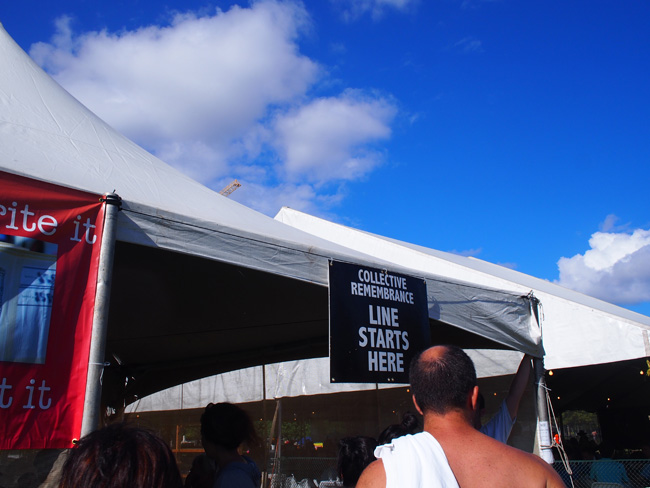 rite it
t it
COLLECTIVE
REMEMBRANCE
LINE
STARTS
HERE